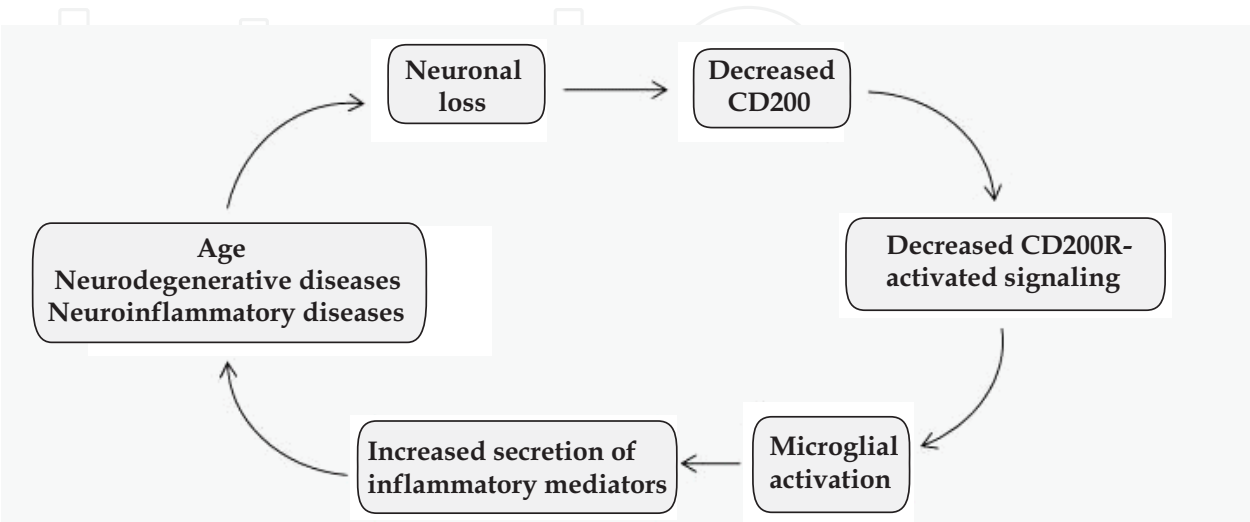 Neuronal
loss
Decreased
CD200
Decreased CD200R-
activated signaling
Microglial
activation
Increased secretion of
inflammatory mediators
Age
Neurodegenerative diseases
Neuroinflammatory diseases